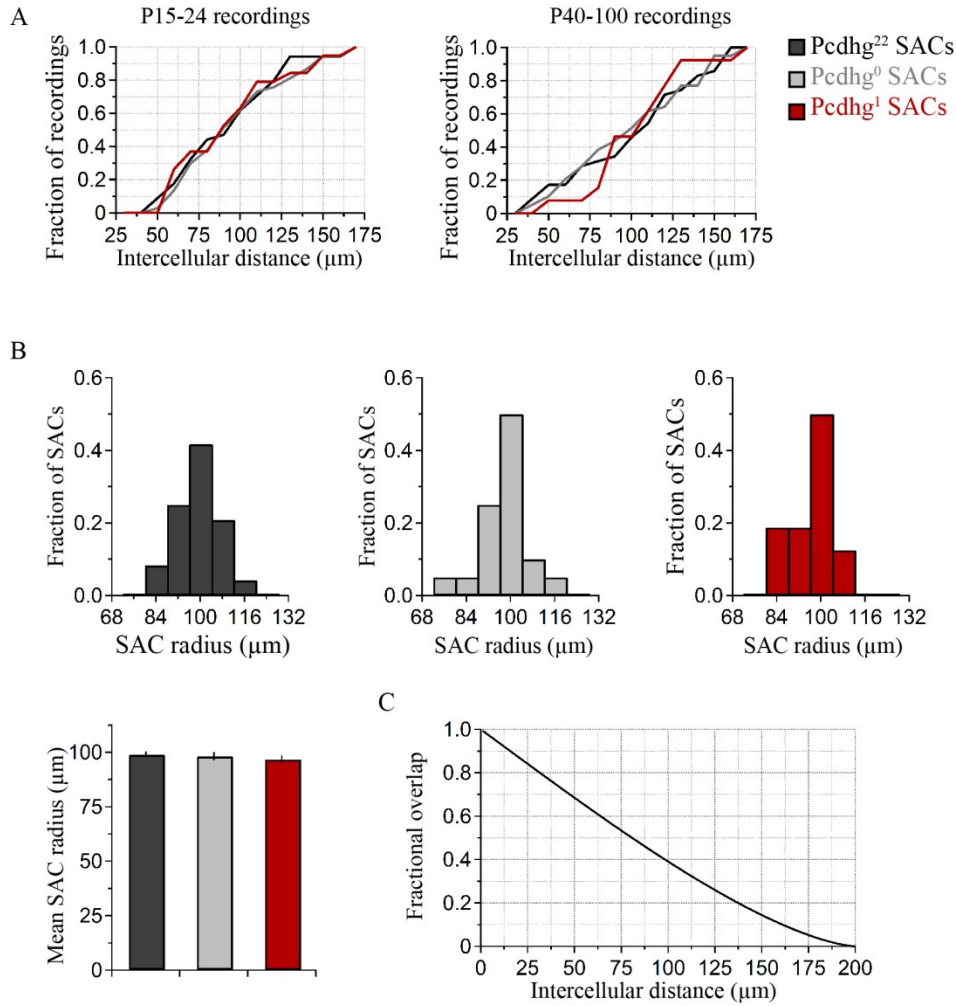 A
P15-24 recordings
P40-100 recordings
Fraction of recordings
1.0
0.8
0.6
0.4
0.2
0
25 50 75 100 125 150 175
Intercellular distance (µm)
Fraction of recordings
1.0
0.8
0.6
0.4
0.2
0
25 50 75 100 125 150 175
Intercellular distance (µm)
Pcdhg²² SACs
Pcdhg⁰ SACs
Pcdhg¹ SACs
B
Fraction of SACs
0.6
0.4
0.2
0.0
68 84 100 116 132
SAC radius (µm)
Fraction of SACs
0.6
0.4
0.2
0.0
68 84 100 116 132
SAC radius (µm)
Fraction of SACs
0.6
0.4
0.2
0.0
68 84 100 116 132
SAC radius (µm)
Mean SAC radius (µm)
100
75
50
25
0
C
Fractional overlap
1.0
0.8
0.6
0.4
0.2
0
0 25 50 75 100 125 150 175 200
Intercellular distance (µm)